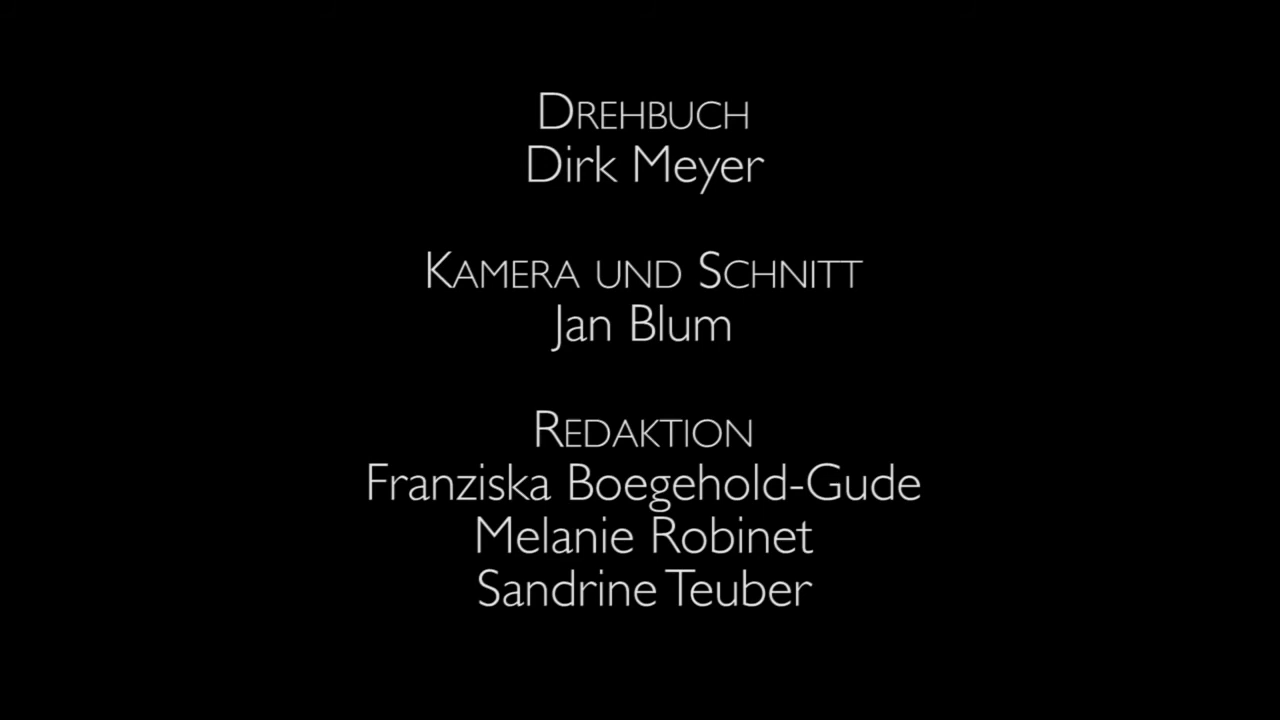 DREHBUCH
Dirk Meyer
KAMERA UND SCHNITT
Jan Blum
REDAKTION
Franziska Boegehold-Gude
Melanie Robinet
Sandrine Teuber